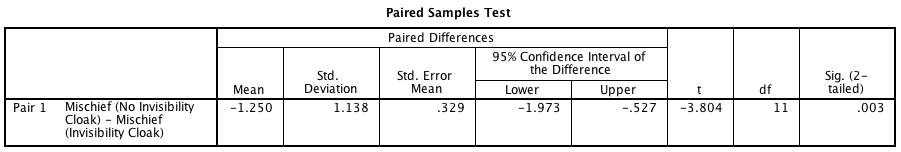 Paired Samples Test
Paired Differences
95% Confidence Interval of
the Difference
Mean
Std.
Deviation
Std. Error
Mean
Lower
Upper
t
df
Sig. (2-
tailed)
Pair 1 Mischief (No Invisibility
Cloak) - Mischief
(Invisibility Cloak)
-1.250 1.138 .329 -1.973 -.527 -3.804 11 .003